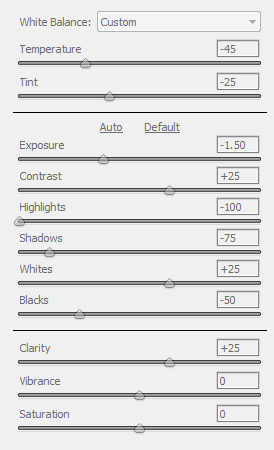 White Balance: Custom
Temperature -45
Tint -25
Auto Default
Exposure -1.50
Contrast +25
Highlights -100
Shadows -75
Whites +25
Blacks -50
Clarity +25
Vibrance 0
Saturation 0